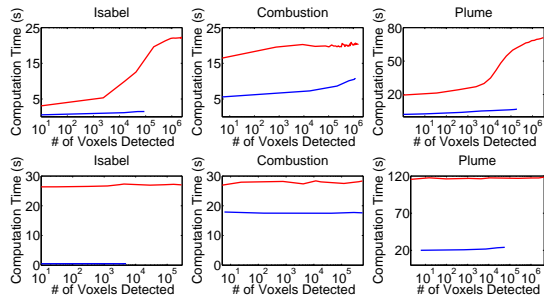 Isabel
Combustion
Plume
Computation Time (s)
25
15
5
10^1 10^2 10^3 10^4 10^5 10^6
# of Voxels Detected
Computation Time (s)
25
15
5
10^1 10^2 10^3 10^4 10^5 10^6
# of Voxels Detected
Computation Time (s)
80
60
40
20
10^1 10^2 10^3 10^4 10^5 10^6
# of Voxels Detected
Isabel
Combustion
Plume
Computation Time (s)
30
20
10
0
10^1 10^2 10^3 10^4 10^5
# of Voxels Detected
Computation Time (s)
30
20
10
0
10^1 10^2 10^3 10^4 10^5
# of Voxels Detected
Computation Time (s)
120
80
20
10^1 10^2 10^3 10^4 10^5 10^6
# of Voxels Detected